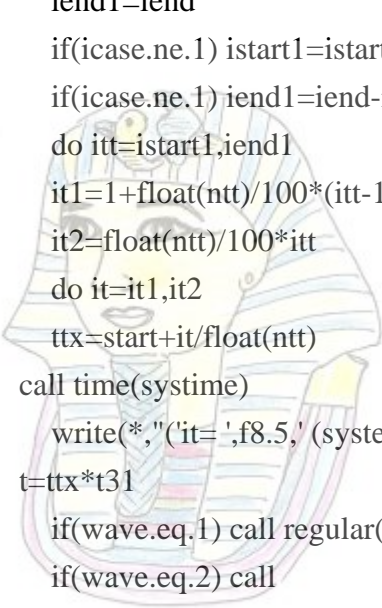 iend1=iend
if(icase.ne.1) istart1=istart
if(icase.ne.1) iend1=iend-
do itt=istart1,iend1
it1=1+float(ntt)/100*(itt-1
it2=float(ntt)/100*itt
do it=it1,it2
ttx=start+it/float(ntt)
call time(systime)
write(*,"('it= ',f8.5,' (syste
t=ttx*t31
if(wave.eq.1) call regular(
if(wave.eq.2) call